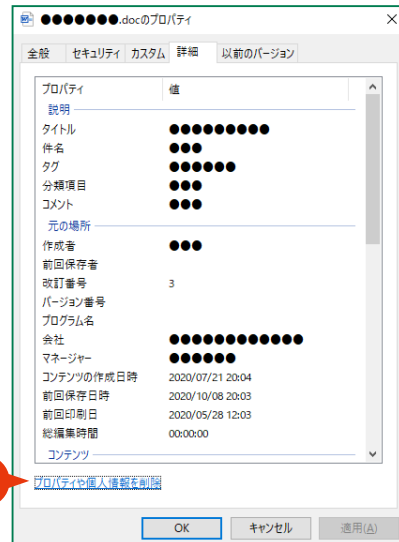 ●●●●●●●.docのプロパティ
全般 セキュリティ カスタム 詳細 以前のバージョン
プロパティ 値
説明
タイトル ●●●●●●●●●
件名 ●●●
タグ ●●●●●●
分類項目 ●●●
コメント ●●●
元の場所
作成者 ●●●
前回保存者
改訂番号 3
バージョン番号
プログラム名
会社 ●●●●●●●●●●●●
マネージャー ●●●●●●
コンテンツの作成日時 2020/07/21 20:04
前回保存日時 2020/10/08 20:03
前回印刷日 2020/05/28 12:03
総編集時間 00:00:00
コンテンツ
プロパティや個人情報を削除
OK キャンセル 適用(A)